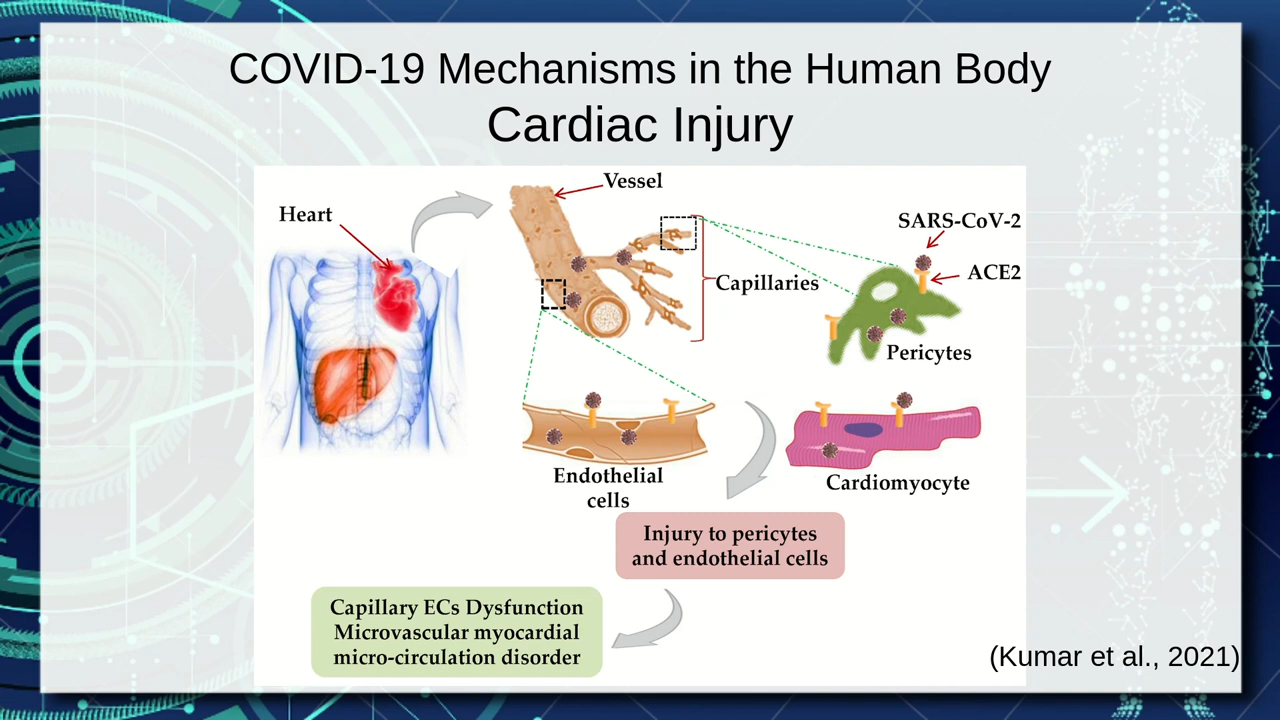 COVID-19 Mechanisms in the Human Body
Cardiac Injury
Vessel
Heart
SARS-CoV-2
ACE2
Capillaries
Pericytes
Endothelial
cells
Cardiomyocyte
Injury to pericytes
and endothelial cells
Capillary ECs Dysfunction
Microvascular myocardial
micro-circulation disorder
(Kumar et al., 2021)